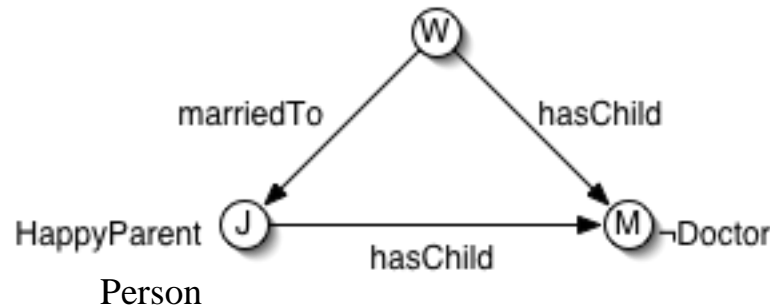 W
marriedTo
hasChild
HappyParent
J
M
¬Doctor
hasChild
Person